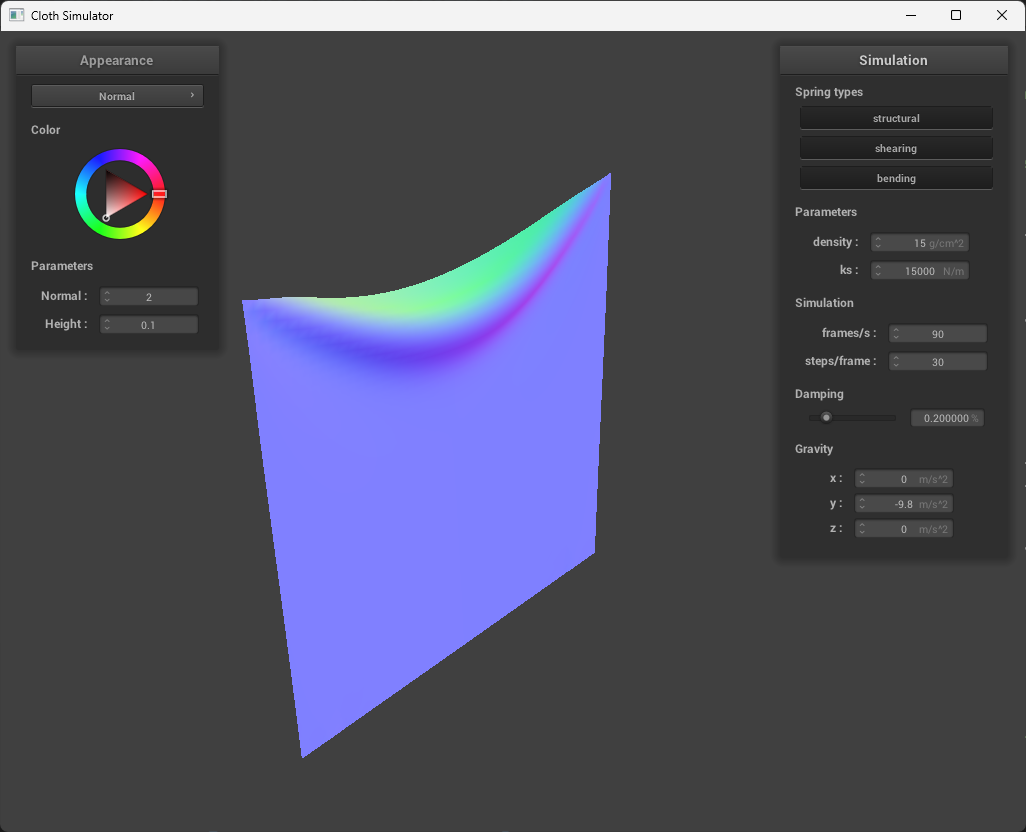 Cloth Simulator
Appearance
Normal
Color
Parameters
Normal : 2
Height : 0.1
Simulation
Spring types
structural
shearing
bending
Parameters
density : 15 g/cm^2
ks : 15000 N/m
Simulation
frames/s : 90
steps/frame : 30
Damping
0.200000 %
Gravity
x : 0 m/s^2
y : -9.8 m/s^2
z : 0 m/s^2